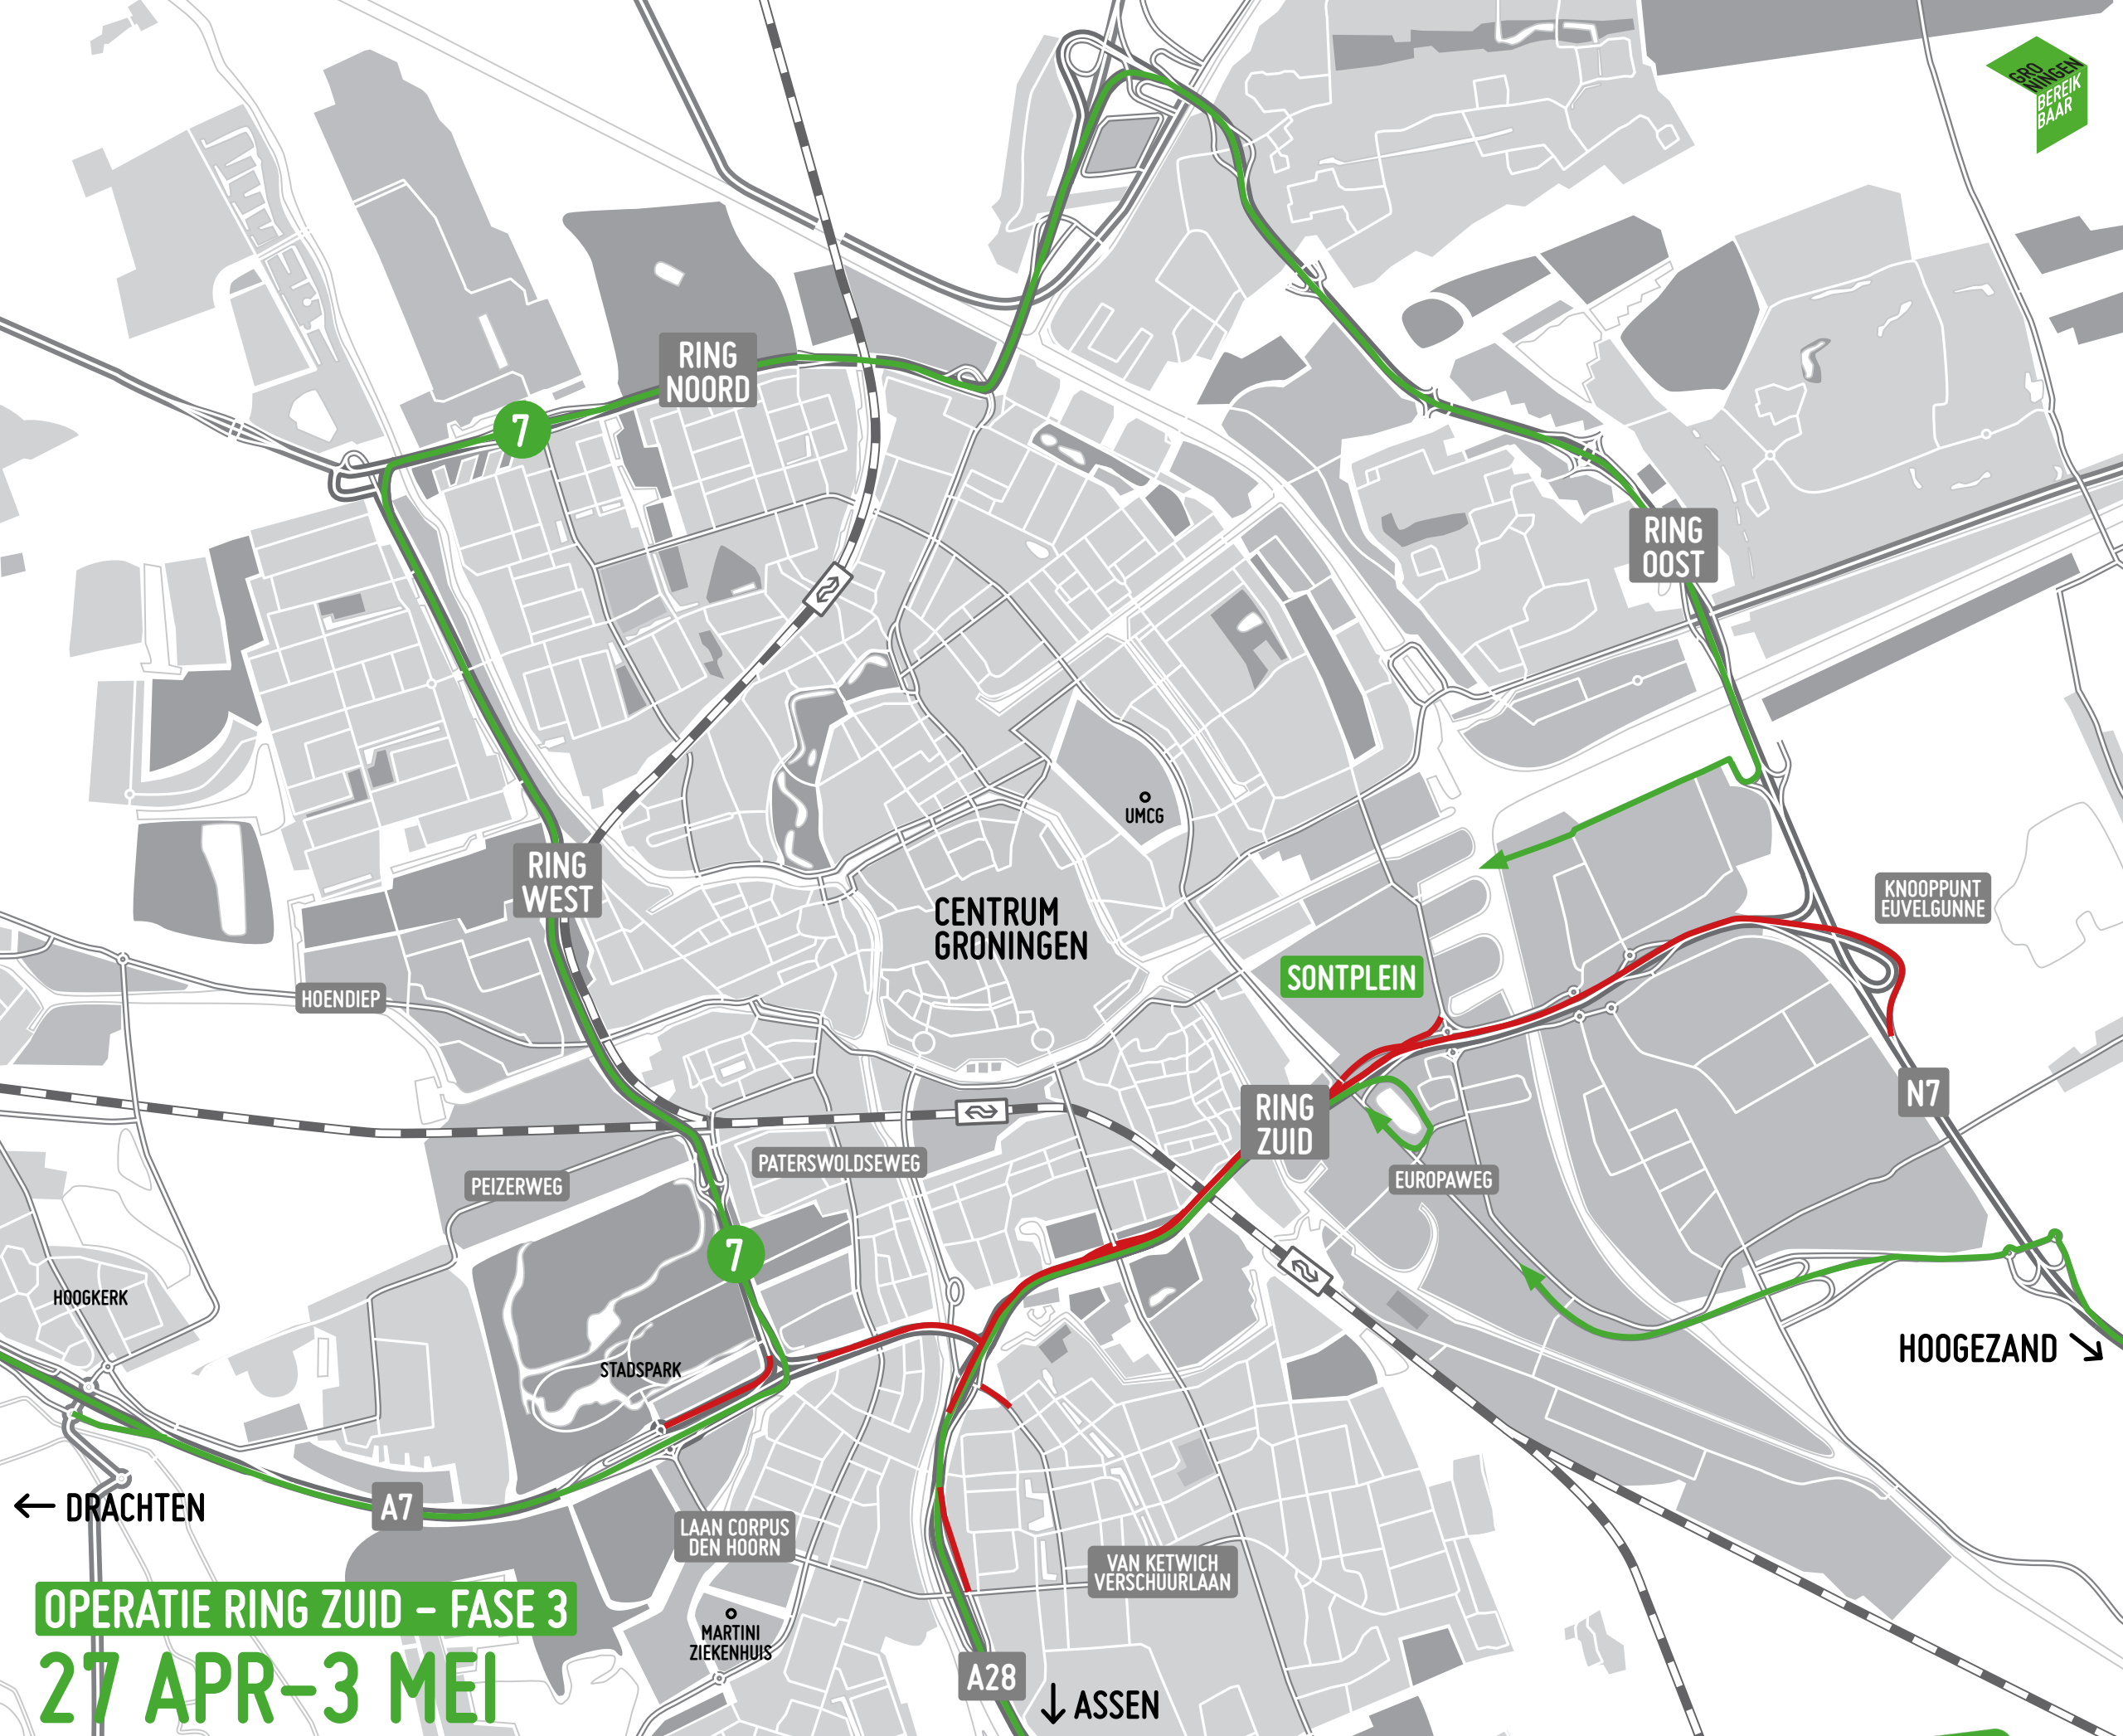 GRO
NINGEN
BEREIK
BAAR
RING
NOORD
7
RING
OOST
UMCG
RING
WEST
KNOOPPUNT
EUVELGUNNE
CENTRUM
GRONINGEN
SONTPLEIN
HOENDIEP
N7
RING
ZUID
PATERSWOLDSEWEG
PEIZERWEG
EUROPAWEG
7
HOOGKERK
HOOGEZAND
STADSPARK
A7
DRACHTEN
LAAN CORPUS
DEN HOORN
VAN KETWICH
VERSCHUURLAAN
OPERATIE RING ZUID – FASE 3
MARTINI
ZIEKENHUIS
27 APR–3 MEI
A28
ASSEN